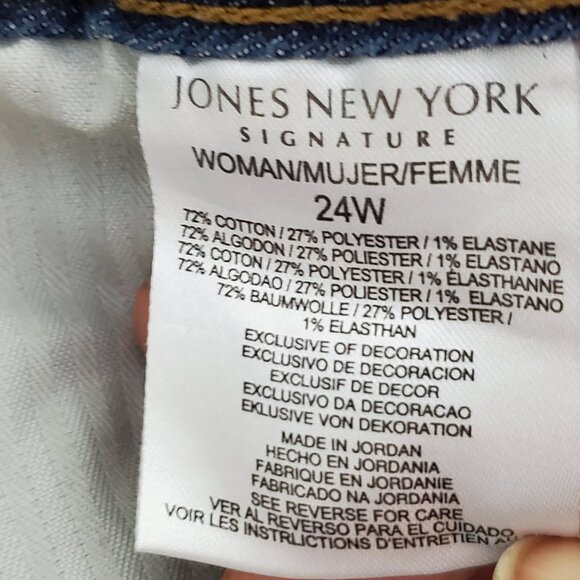 JONES NEW YORK
SIGNATURE
WOMAN/MUJER/FEMME
24W
72% COTTON / 27% POLYESTER / 1% ELASTANE
72% ALGODON / 27% POLIESTER / 1% ELASTANO
72% COTON / 27% POLYESTER / 1% ÉLASTHANNE
72% ALGODAO / 27% POLIESTER / 1% ELASTANO
72% BAUMWOLLE / 27% POLYESTER /
1% ELASTHAN
EXCLUSIVE OF DECORATION
EXCLUSIVO DE DECORACION
EXCLUSIF DE DECOR
EXCLUSIVO DA DECORACAO
EKLUSIVE VON DEKORATION
MADE IN JORDAN
HECHO EN JORDANIA
FABRIQUE EN JORDANIE
FABRICADO NA JORDANIA
SEE REVERSE FOR CARE
VER AL REVERSO PARA EL CUIDADO
VOIR LES INSTRUCTIONS D'ENTRETIEN